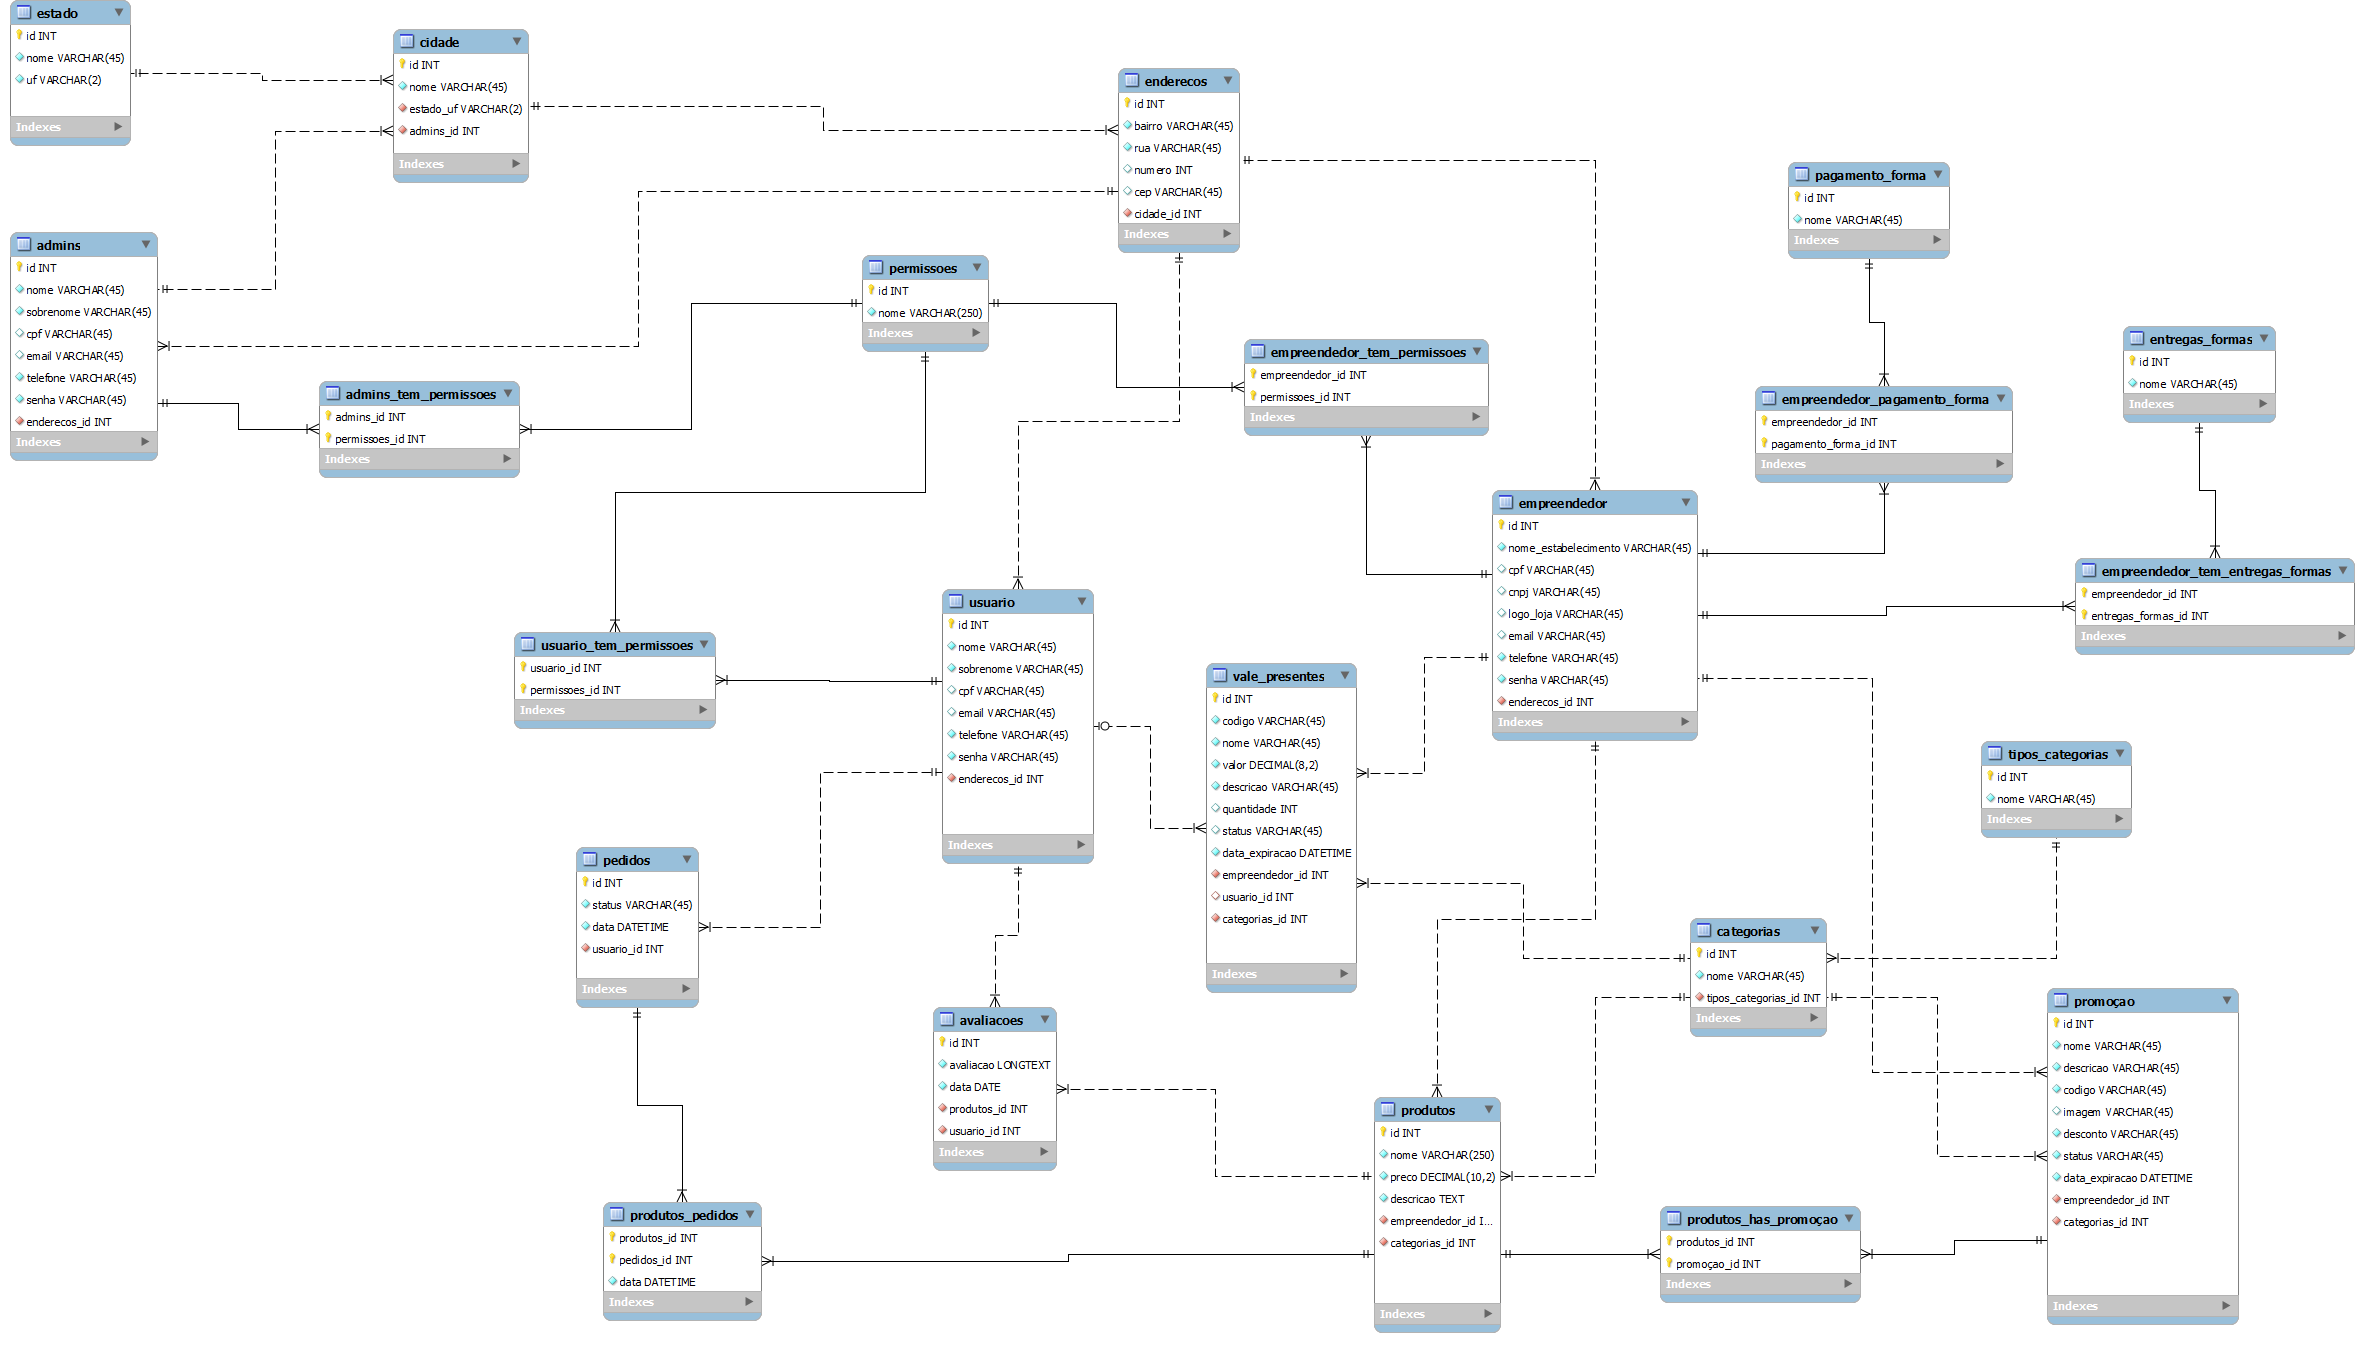 estado
id INT
nome VARCHAR(45)
uf VARCHAR(2)
Indexes
cidade
id INT
nome VARCHAR(45)
estado_uf VARCHAR(2)
admins_id INT
Indexes
enderecos
id INT
bairro VARCHAR(45)
rua VARCHAR(45)
numero INT
cep VARCHAR(45)
cidade_id INT
Indexes
pagamento_forma
id INT
nome VARCHAR(45)
Indexes
admins
id INT
nome VARCHAR(45)
sobrenome VARCHAR(45)
cpf VARCHAR(45)
email VARCHAR(45)
telefone VARCHAR(45)
senha VARCHAR(45)
enderecos_id INT
Indexes
permissoes
id INT
nome VARCHAR(250)
Indexes
entregas_formas
id INT
nome VARCHAR(45)
Indexes
empreendedor_tem_permissoes
empreendedor_id INT
permissoes_id INT
Indexes
admins_tem_permissoes
admins_id INT
permissoes_id INT
Indexes
empreendedor_pagamento_forma
empreendedor_id INT
pagamento_forma_id INT
Indexes
empreendedor
id INT
nome_estabelecimento VARCHAR(45)
cpf VARCHAR(45)
cnpj VARCHAR(45)
logo_loja VARCHAR(45)
email VARCHAR(45)
telefone VARCHAR(45)
senha VARCHAR(45)
enderecos_id INT
Indexes
empreendedor_tem_entregas_formas
empreendedor_id INT
entregas_formas_id INT
Indexes
usuario
id INT
nome VARCHAR(45)
sobrenome VARCHAR(45)
cpf VARCHAR(45)
email VARCHAR(45)
telefone VARCHAR(45)
senha VARCHAR(45)
enderecos_id INT
Indexes
usuario_tem_permissoes
usuario_id INT
permissoes_id INT
Indexes
vale_presentes
id INT
codigo VARCHAR(45)
nome VARCHAR(45)
valor DECIMAL(8,2)
descricao VARCHAR(45)
quantidade INT
status VARCHAR(45)
data_expiracao DATETIME
empreendedor_id INT
usuario_id INT
categorias_id INT
Indexes
tipos_categorias
id INT
nome VARCHAR(45)
Indexes
pedidos
id INT
status VARCHAR(45)
data DATETIME
usuario_id INT
Indexes
categorias
id INT
nome VARCHAR(45)
tipos_categorias_id INT
Indexes
promoçao
id INT
nome VARCHAR(45)
descricao VARCHAR(45)
codigo VARCHAR(45)
imagem VARCHAR(45)
desconto VARCHAR(45)
status VARCHAR(45)
data_expiracao DATETIME
empreendedor_id INT
categorias_id INT
Indexes
avaliacoes
id INT
avaliacao LONGTEXT
data DATE
produtos_id INT
usuario_id INT
Indexes
produtos
id INT
nome VARCHAR(250)
preco DECIMAL(10,2)
descricao TEXT
empreendedor_id I...
categorias_id INT
Indexes
produtos_pedidos
produtos_id INT
pedidos_id INT
data DATETIME
Indexes
produtos_has_promoçao
produtos_id INT
promoçao_id INT
Indexes